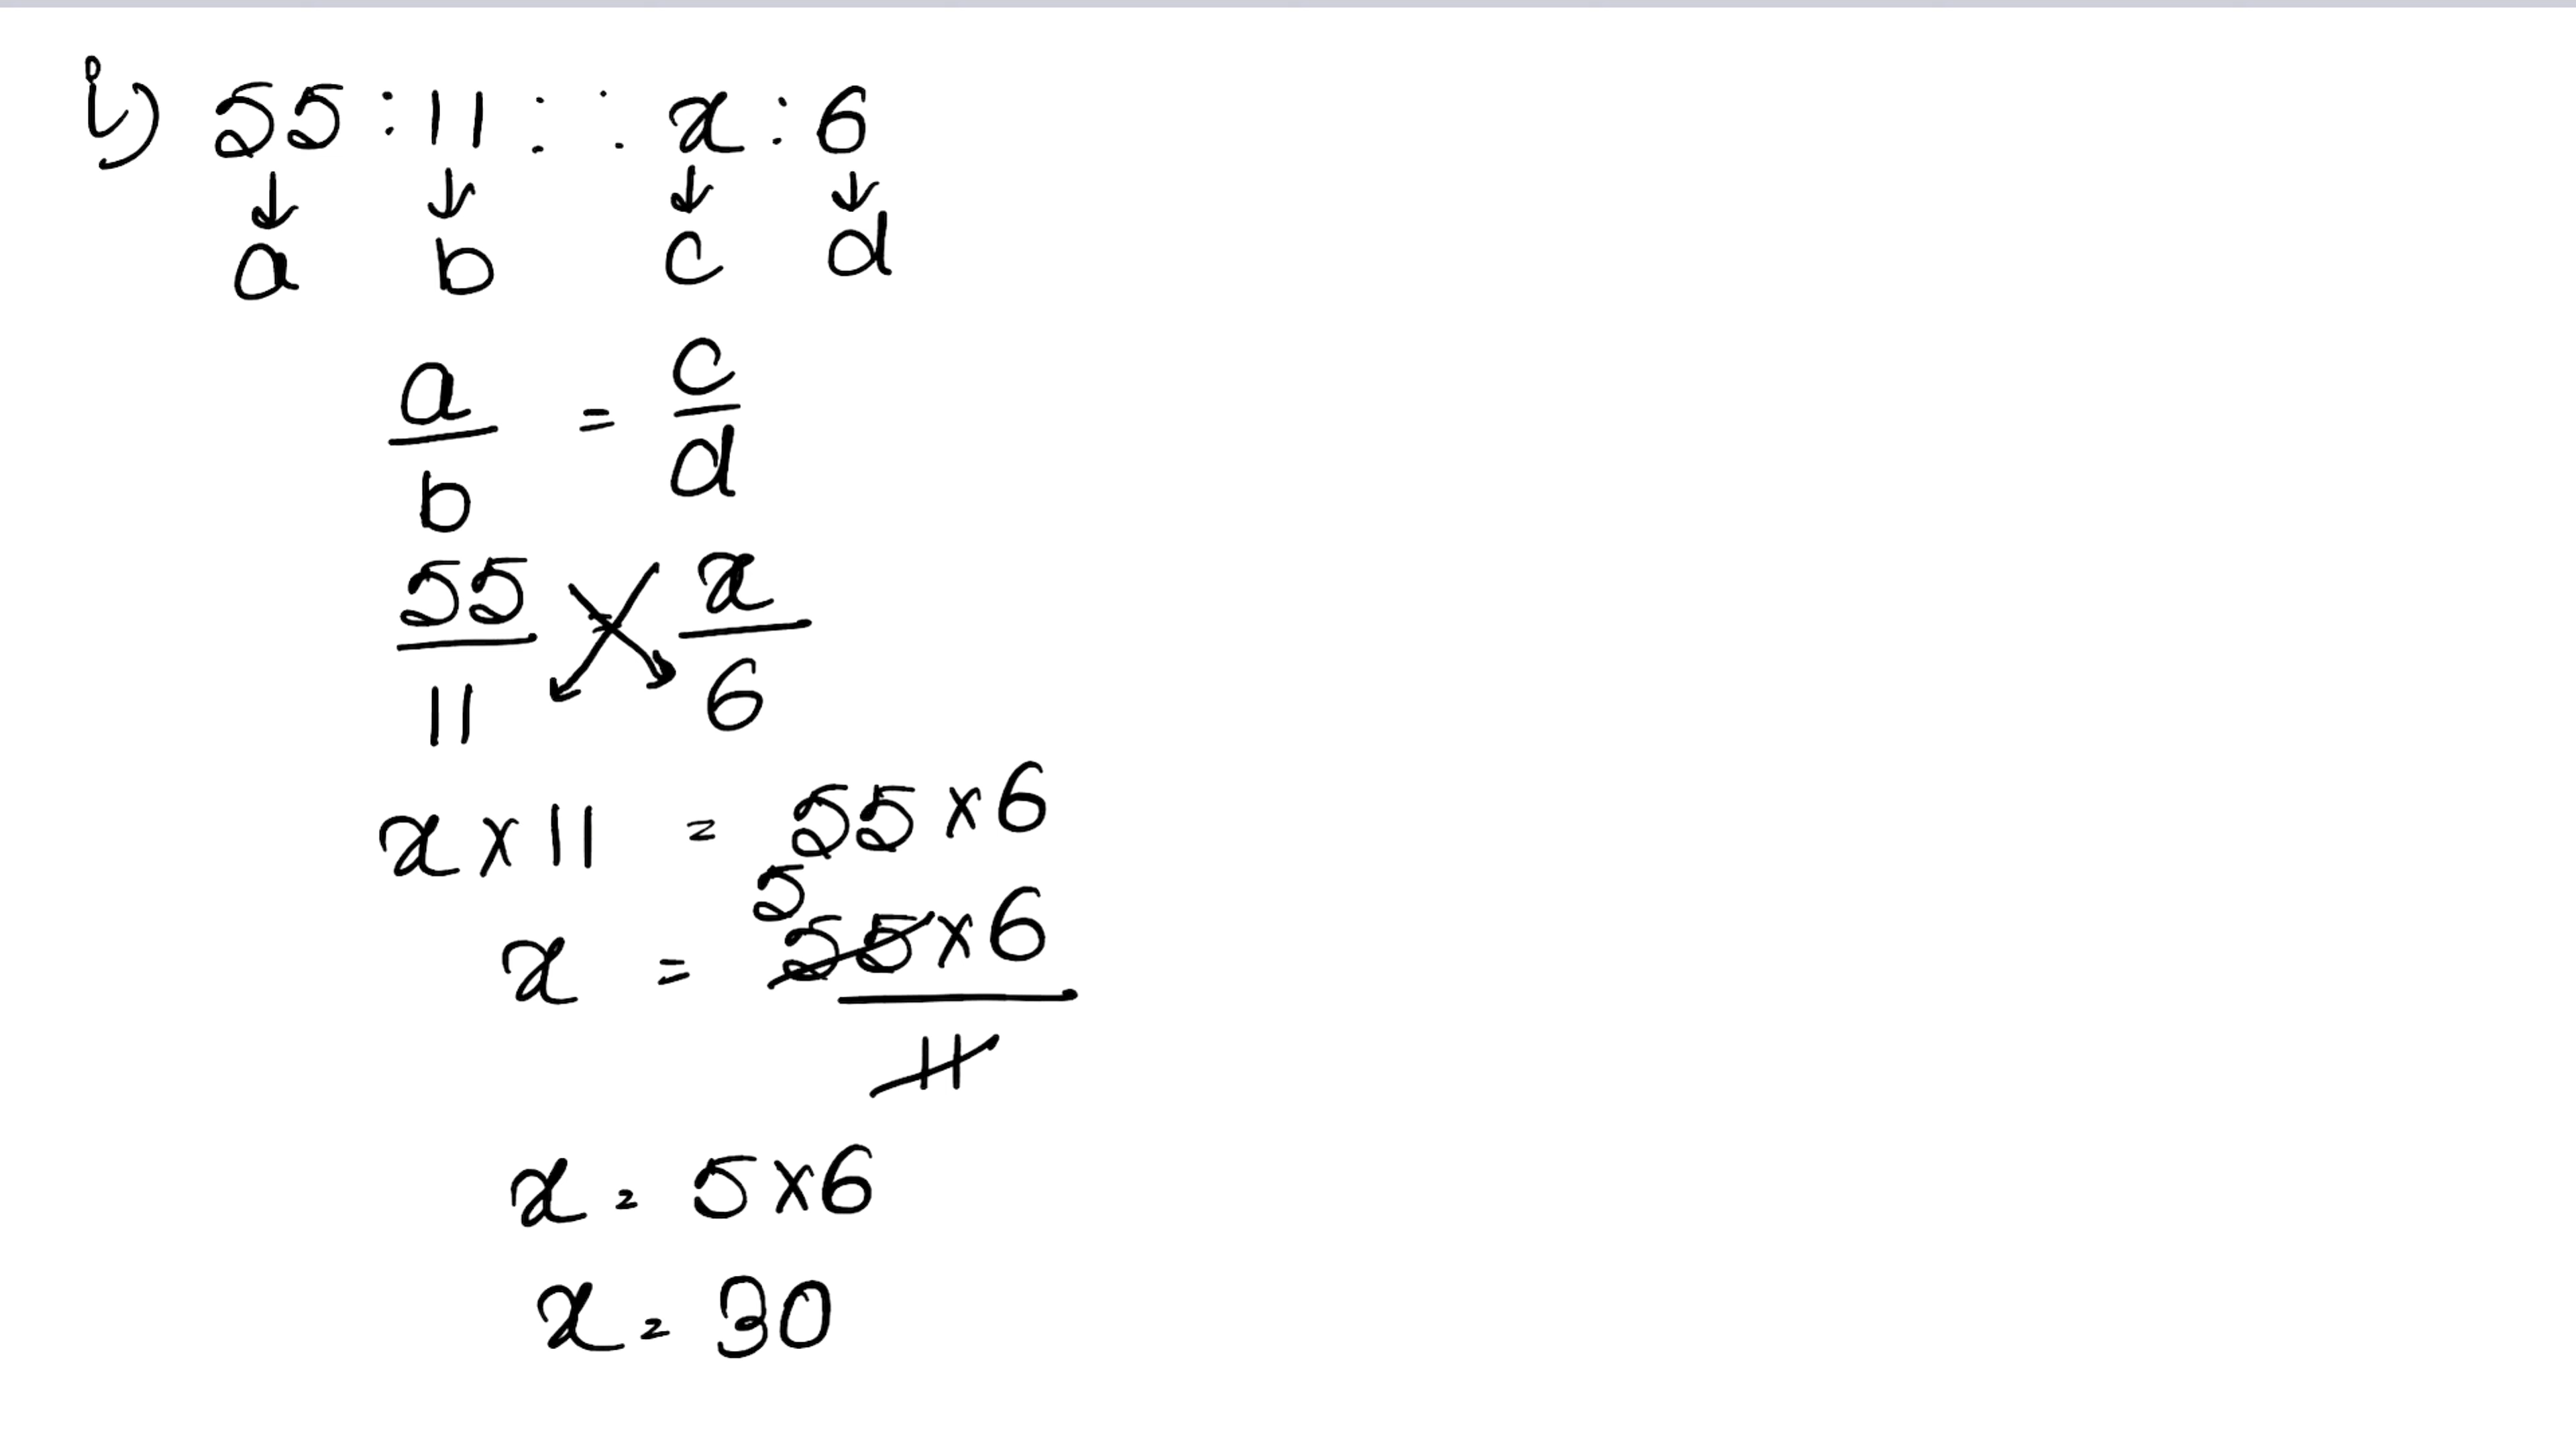 i) 55 : 11 : : x : 6
↓ ↓ ↓ ↓
a b c d
a/b = c/d
55/11 = x/6
x × 11 = 55 × 6
5
x = 55 × 6
11
x = 5 × 6
x = 30